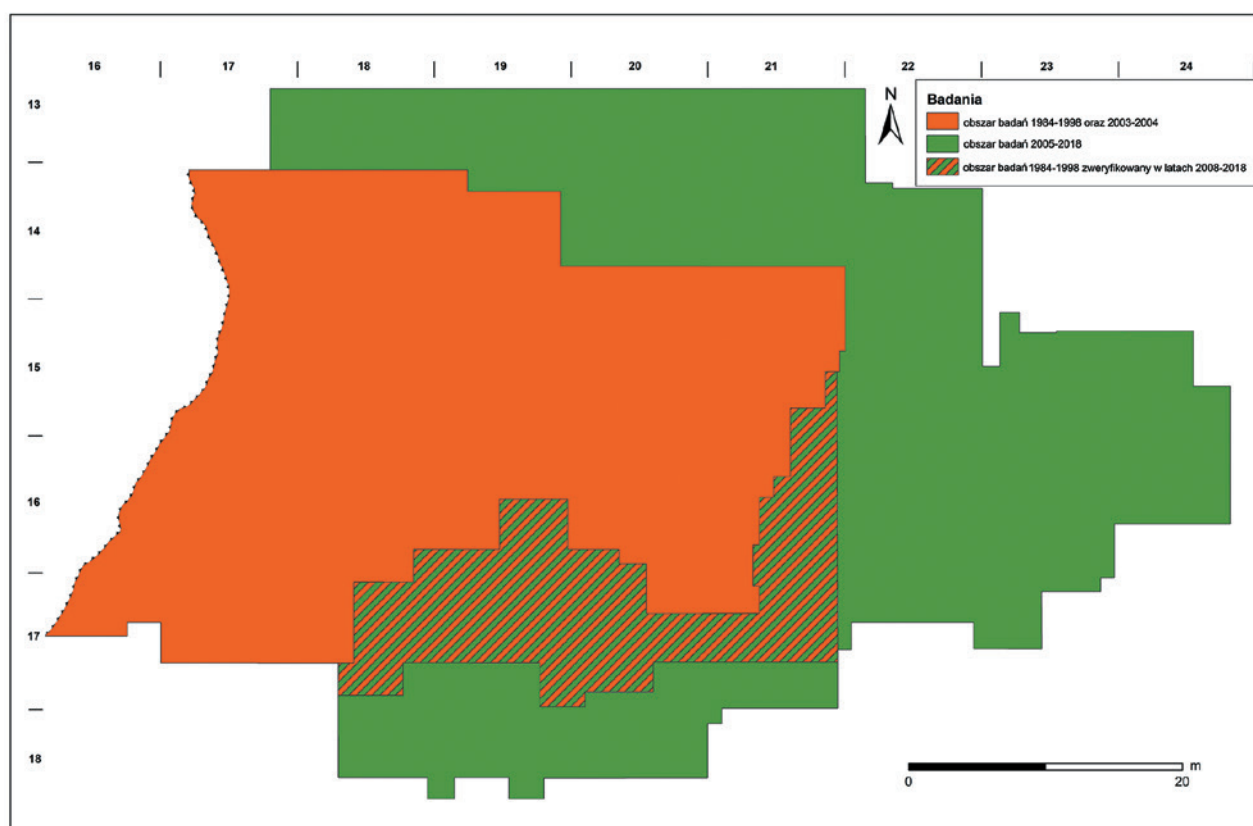 16 17 18 19 20 21 22 23 24
13
14
15
16
17
18
N
Badania
obszar badań 1984-1998 oraz 2003-2004
obszar badań 2005-2018
obszar badań 1984-1998 zweryfikowany w latach 2008-2018
m
0 20